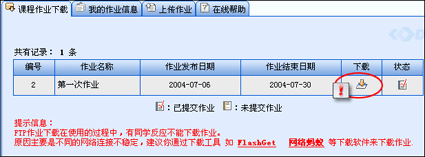 课程作业下载 我的作业信息 上传作业 在线帮助
共有记录： 1 条
编号 作业名称 作业发布日期 作业结束日期 下载 状态
2 第一次作业 2004-07-06 2004-07-30
：已提交作业 ：未提交作业
提示信息：
FTP作业下载在使用的过程中，有同学反应不能下载作业。
原因主要是不同的网络连接不稳定，建议你通过下载工具 如 FlashGet 网络蚂蚁 等下载软件来下载作业.